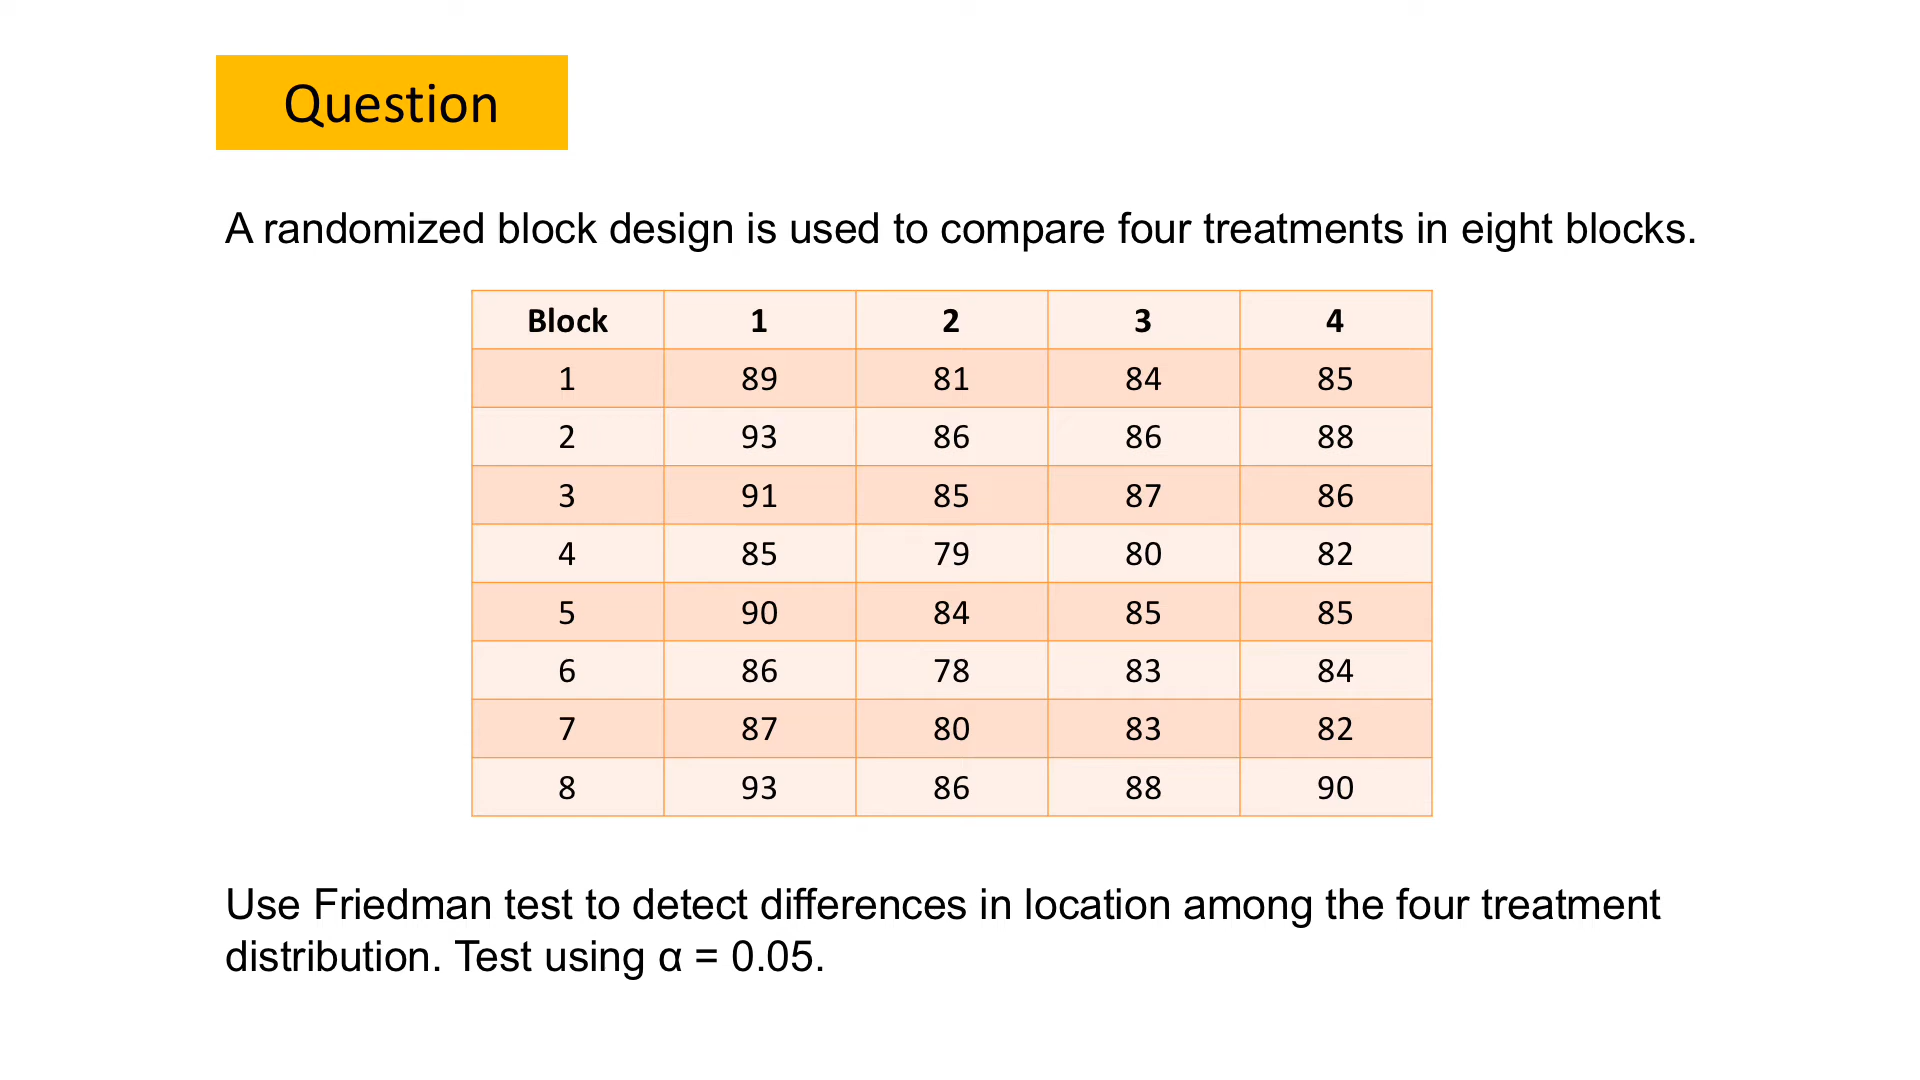 Question
A randomized block design is used to compare four treatments in eight blocks.
Block 1 2 3 4
1 89 81 84 85
2 93 86 86 88
3 91 85 87 86
4 85 79 80 82
5 90 84 85 85
6 86 78 83 84
7 87 80 83 82
8 93 86 88 90
Use Friedman test to detect differences in location among the four treatment
distribution. Test using α = 0.05.